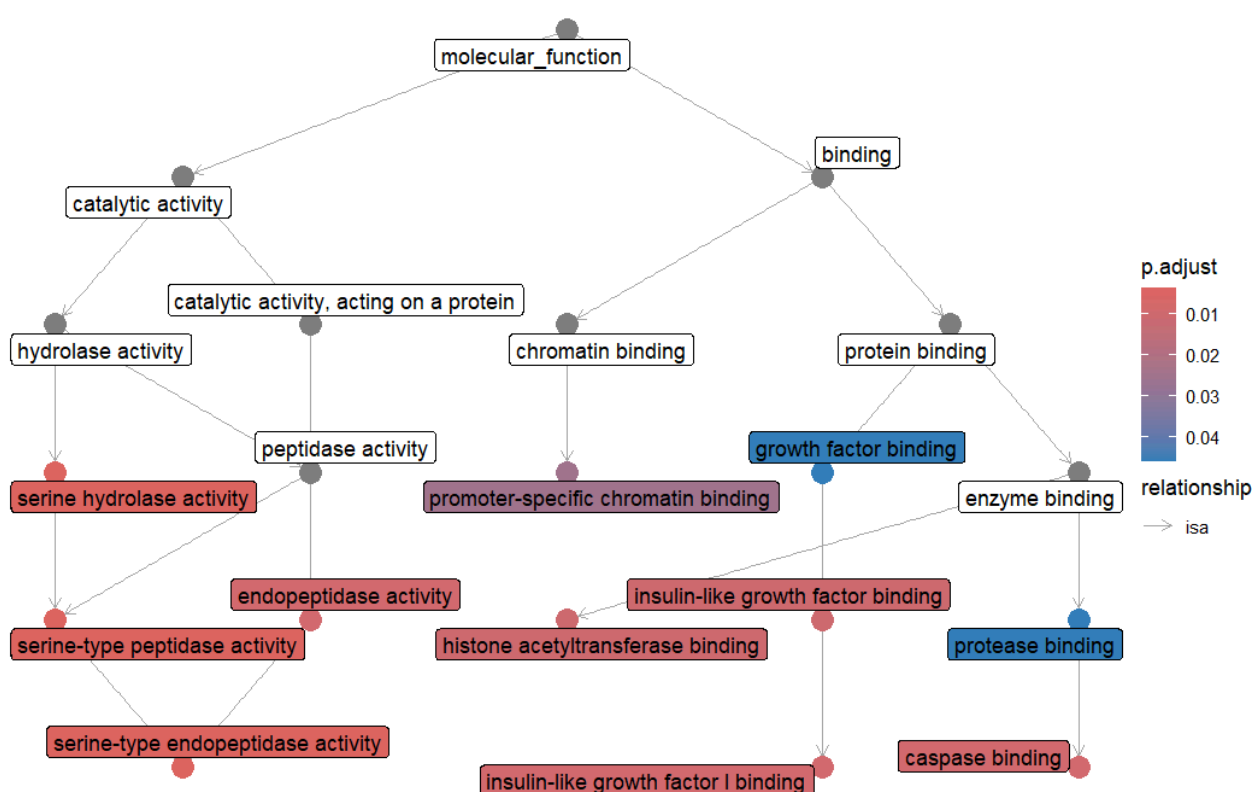 molecular_function
binding
catalytic activity
catalytic activity, acting on a protein
hydrolase activity
chromatin binding
protein binding
peptidase activity
growth factor binding
serine hydrolase activity
promoter-specific chromatin binding
enzyme binding
endopeptidase activity
insulin-like growth factor binding
serine-type peptidase activity
histone acetyltransferase binding
protease binding
serine-type endopeptidase activity
caspase binding
insulin-like growth factor I binding
p.adjust
0.01
0.02
0.03
0.04
relationship
isa